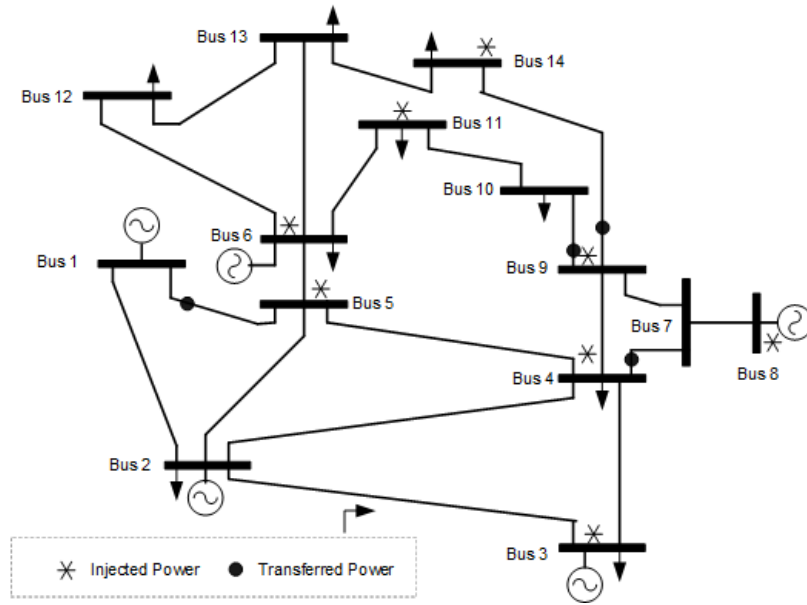 Bus 13
Bus 14
Bus 12
Bus 11
Bus 10
Bus 6
Bus 1
Bus 9
Bus 5
Bus 7
Bus 4
Bus 8
Bus 2
Bus 3
Injected Power
Transferred Power